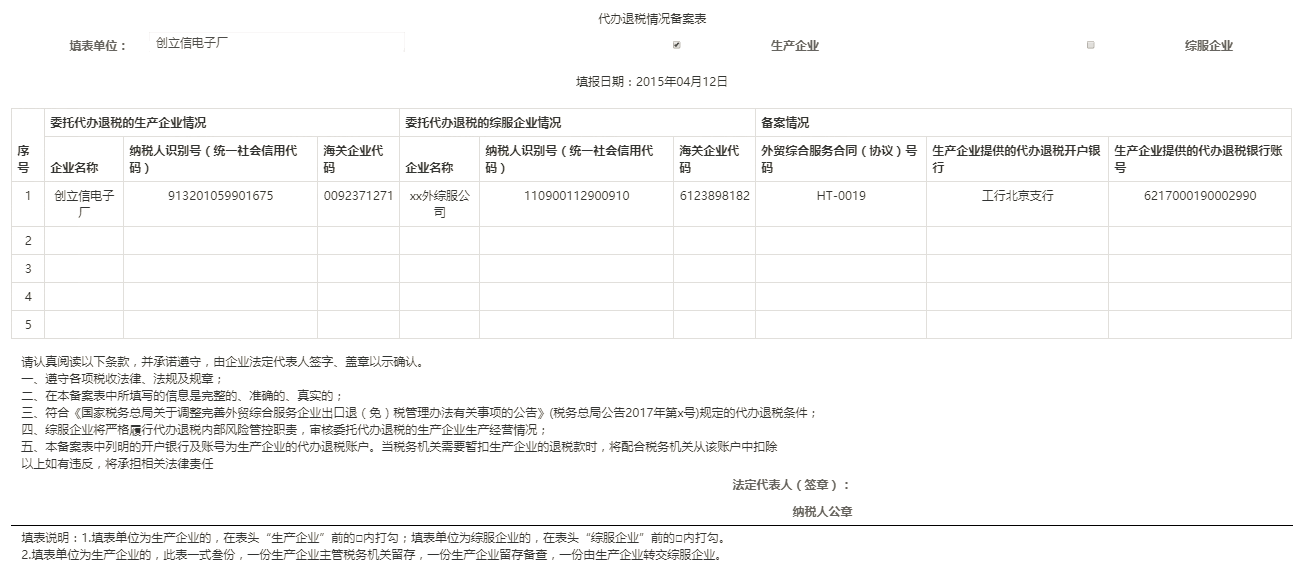 代办退税情况备案表
填表单位： 创立信电子厂 生产企业 综服企业
填报日期：2015年04月12日
序号 委托代办退税的生产企业情况 委托代办退税的综服企业情况 备案情况
企业名称 纳税人识别号（统一社会信用代码） 海关企业代码 企业名称 纳税人识别号（统一社会信用代码） 海关企业代码 外贸综合服务合同（协议）号码 生产企业提供的代办退税开户银行 生产企业提供的代办退税银行账号
1 创立信电子厂 913201059901675 0092371271 xx外综服公司 110900112900910 6123898182 HT-0019 工行北京支行 6217000190002990
2
3
4
5
请认真阅读以下条款，并承诺遵守，由企业法定代表人签字、盖章以示确认。
一、遵守各项税收法律、法规及规章；
二、在本备案表中所填写的信息是完整的、准确的、真实的；
三、符合《国家税务总局关于调整完善外贸综合服务企业出口退（免）税管理办法有关事项的公告》(税务总局公告2017年第x号)规定的代办退税条件；
四、综服企业将严格履行代办退税内部风险管控职责，审核委托代办退税的生产企业生产经营情况；
五、本备案表中列明的开户银行及账号为生产企业的代办退税账户。当税务机关需要暂扣生产企业的退税款时，将配合税务机关从该账户中扣除
以上如有违反，将承担相关法律责任
法定代表人（签章）：
纳税人公章
填表说明：1.填表单位为生产企业的，在表头“生产企业”前的□内打勾；填表单位为综服企业的，在表头“综服企业”前的□内打勾。
2.填表单位为生产企业的，此表一式叁份，一份生产企业主管税务机关留存，一份生产企业留存备查，一份由生产企业转交综服企业。